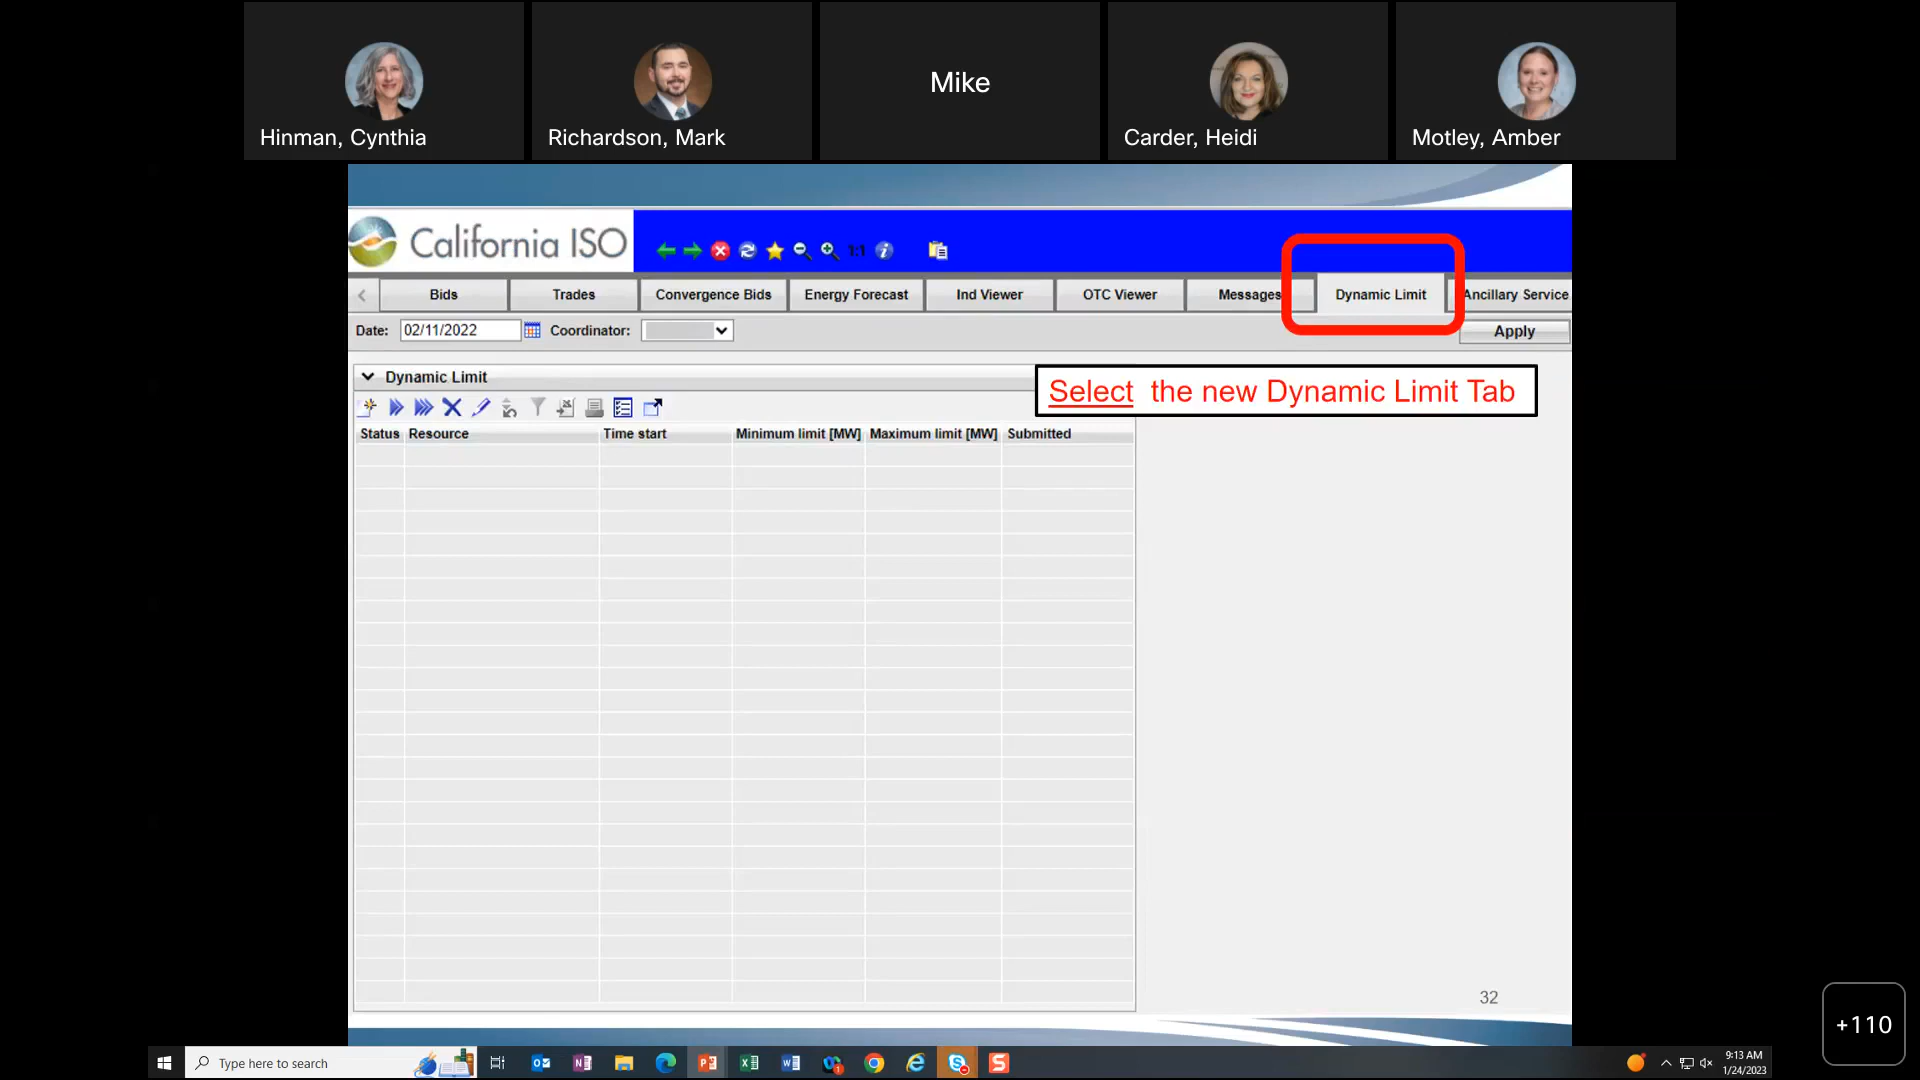 Hinman, Cynthia
Richardson, Mark
Mike
Carder, Heidi
Motley, Amber
California ISO
1:1
Bids Trades Convergence Bids Energy Forecast Ind Viewer OTC Viewer Messages Dynamic Limit Ancillary Service
Date: 02/11/2022 Coordinator: Apply
Dynamic Limit
Select the new Dynamic Limit Tab
Status Resource Time start Minimum limit [MW] Maximum limit [MW] Submitted
32
+110
Type here to search
9:13 AM
1/24/2023